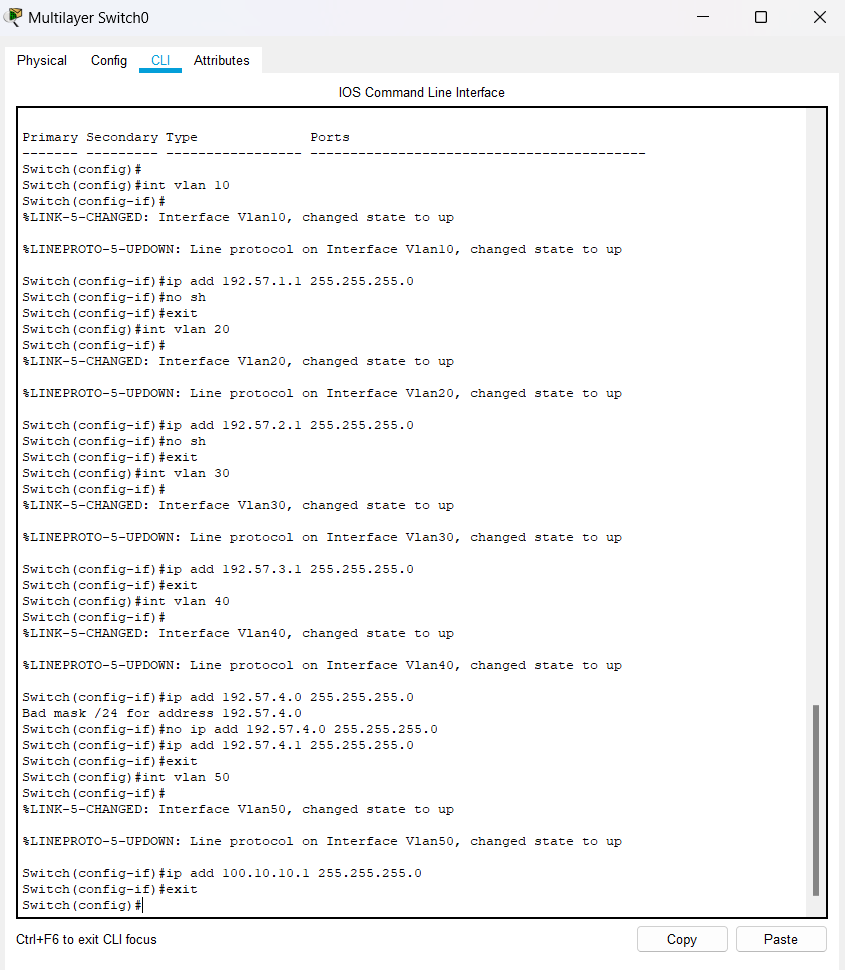 Multilayer Switch0
Physical Config CLI Attributes
IOS Command Line Interface
Primary Secondary Type Ports
------- --------- ----------------- ------------------------------------------
Switch(config)#
Switch(config)#int vlan 10
Switch(config-if)#
%LINK-5-CHANGED: Interface Vlan10, changed state to up
%LINEPROTO-5-UPDOWN: Line protocol on Interface Vlan10, changed state to up
Switch(config-if)#ip add 192.57.1.1 255.255.255.0
Switch(config-if)#no sh
Switch(config-if)#exit
Switch(config)#int vlan 20
Switch(config-if)#
%LINK-5-CHANGED: Interface Vlan20, changed state to up
%LINEPROTO-5-UPDOWN: Line protocol on Interface Vlan20, changed state to up
Switch(config-if)#ip add 192.57.2.1 255.255.255.0
Switch(config-if)#no sh
Switch(config-if)#exit
Switch(config)#int vlan 30
Switch(config-if)#
%LINK-5-CHANGED: Interface Vlan30, changed state to up
%LINEPROTO-5-UPDOWN: Line protocol on Interface Vlan30, changed state to up
Switch(config-if)#ip add 192.57.3.1 255.255.255.0
Switch(config-if)#exit
Switch(config)#int vlan 40
Switch(config-if)#
%LINK-5-CHANGED: Interface Vlan40, changed state to up
%LINEPROTO-5-UPDOWN: Line protocol on Interface Vlan40, changed state to up
Switch(config-if)#ip add 192.57.4.0 255.255.255.0
Bad mask /24 for address 192.57.4.0
Switch(config-if)#no ip add 192.57.4.0 255.255.255.0
Switch(config-if)#ip add 192.57.4.1 255.255.255.0
Switch(config-if)#exit
Switch(config)#int vlan 50
Switch(config-if)#
%LINK-5-CHANGED: Interface Vlan50, changed state to up
%LINEPROTO-5-UPDOWN: Line protocol on Interface Vlan50, changed state to up
Switch(config-if)#ip add 100.10.10.1 255.255.255.0
Switch(config-if)#exit
Switch(config)#
Ctrl+F6 to exit CLI focus
Copy Paste